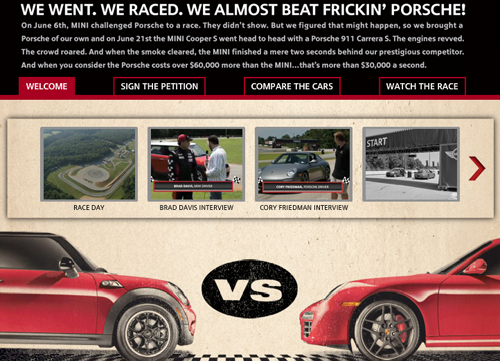 WE WENT. WE RACED. WE ALMOST BEAT FRICKIN' PORSCHE!
On June 6th, MINI challenged Porsche to a race. They didn't show. But we figured that might happen, so we brought a
Porsche of our own and on June 21st the MINI Cooper S went head to head with a Porsche 911 Carrera S. The engines revved.
The crowd roared. And when the smoke cleared, the MINI finished a mere two seconds behind our prestigious competitor.
And when you consider the Porsche costs over $60,000 more than the MINI...that's more than $30,000 a second.
WELCOME SIGN THE PETITION COMPARE THE CARS WATCH THE RACE
START
BRAD DAVIS, MINI DRIVER CORY FRIEDMAN, PORSCHE DRIVER
RACE DAY BRAD DAVIS INTERVIEW CORY FRIEDMAN INTERVIEW
VS